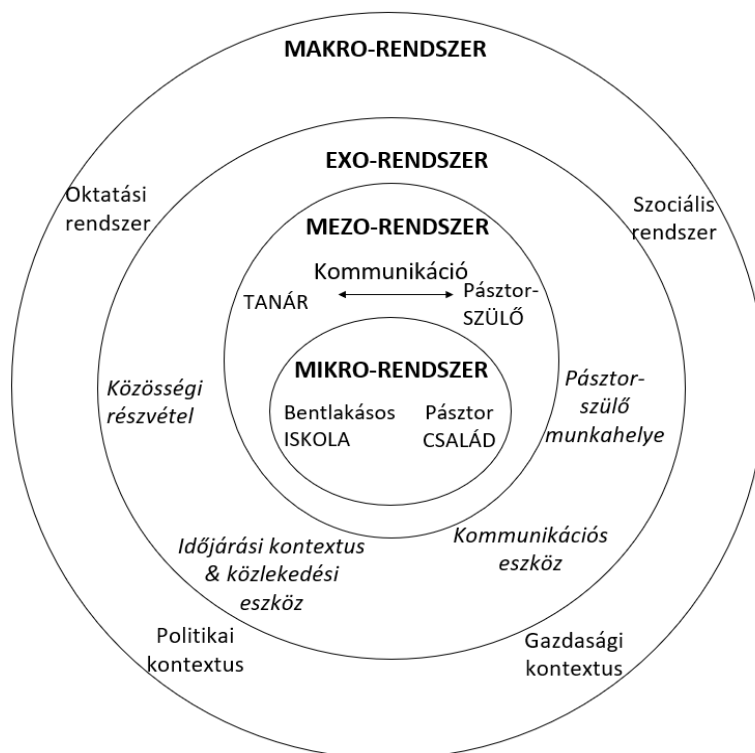 MAKRO-RENDSZER
EXO-RENDSZER
Oktatási
rendszer
Szociális
rendszer
MEZO-RENDSZER
Kommunikáció
TANÁR
Pásztor-
SZÜLŐ
MIKRO-RENDSZER
Bentlakásos
ISKOLA
Pásztor
CSALÁD
Közösségi
részvétel
Pásztor-
szülő
munkahelye
Időjárási kontextus
& közlekedési
eszköz
Kommunikációs
eszköz
Politikai
kontextus
Gazdasági
kontextus